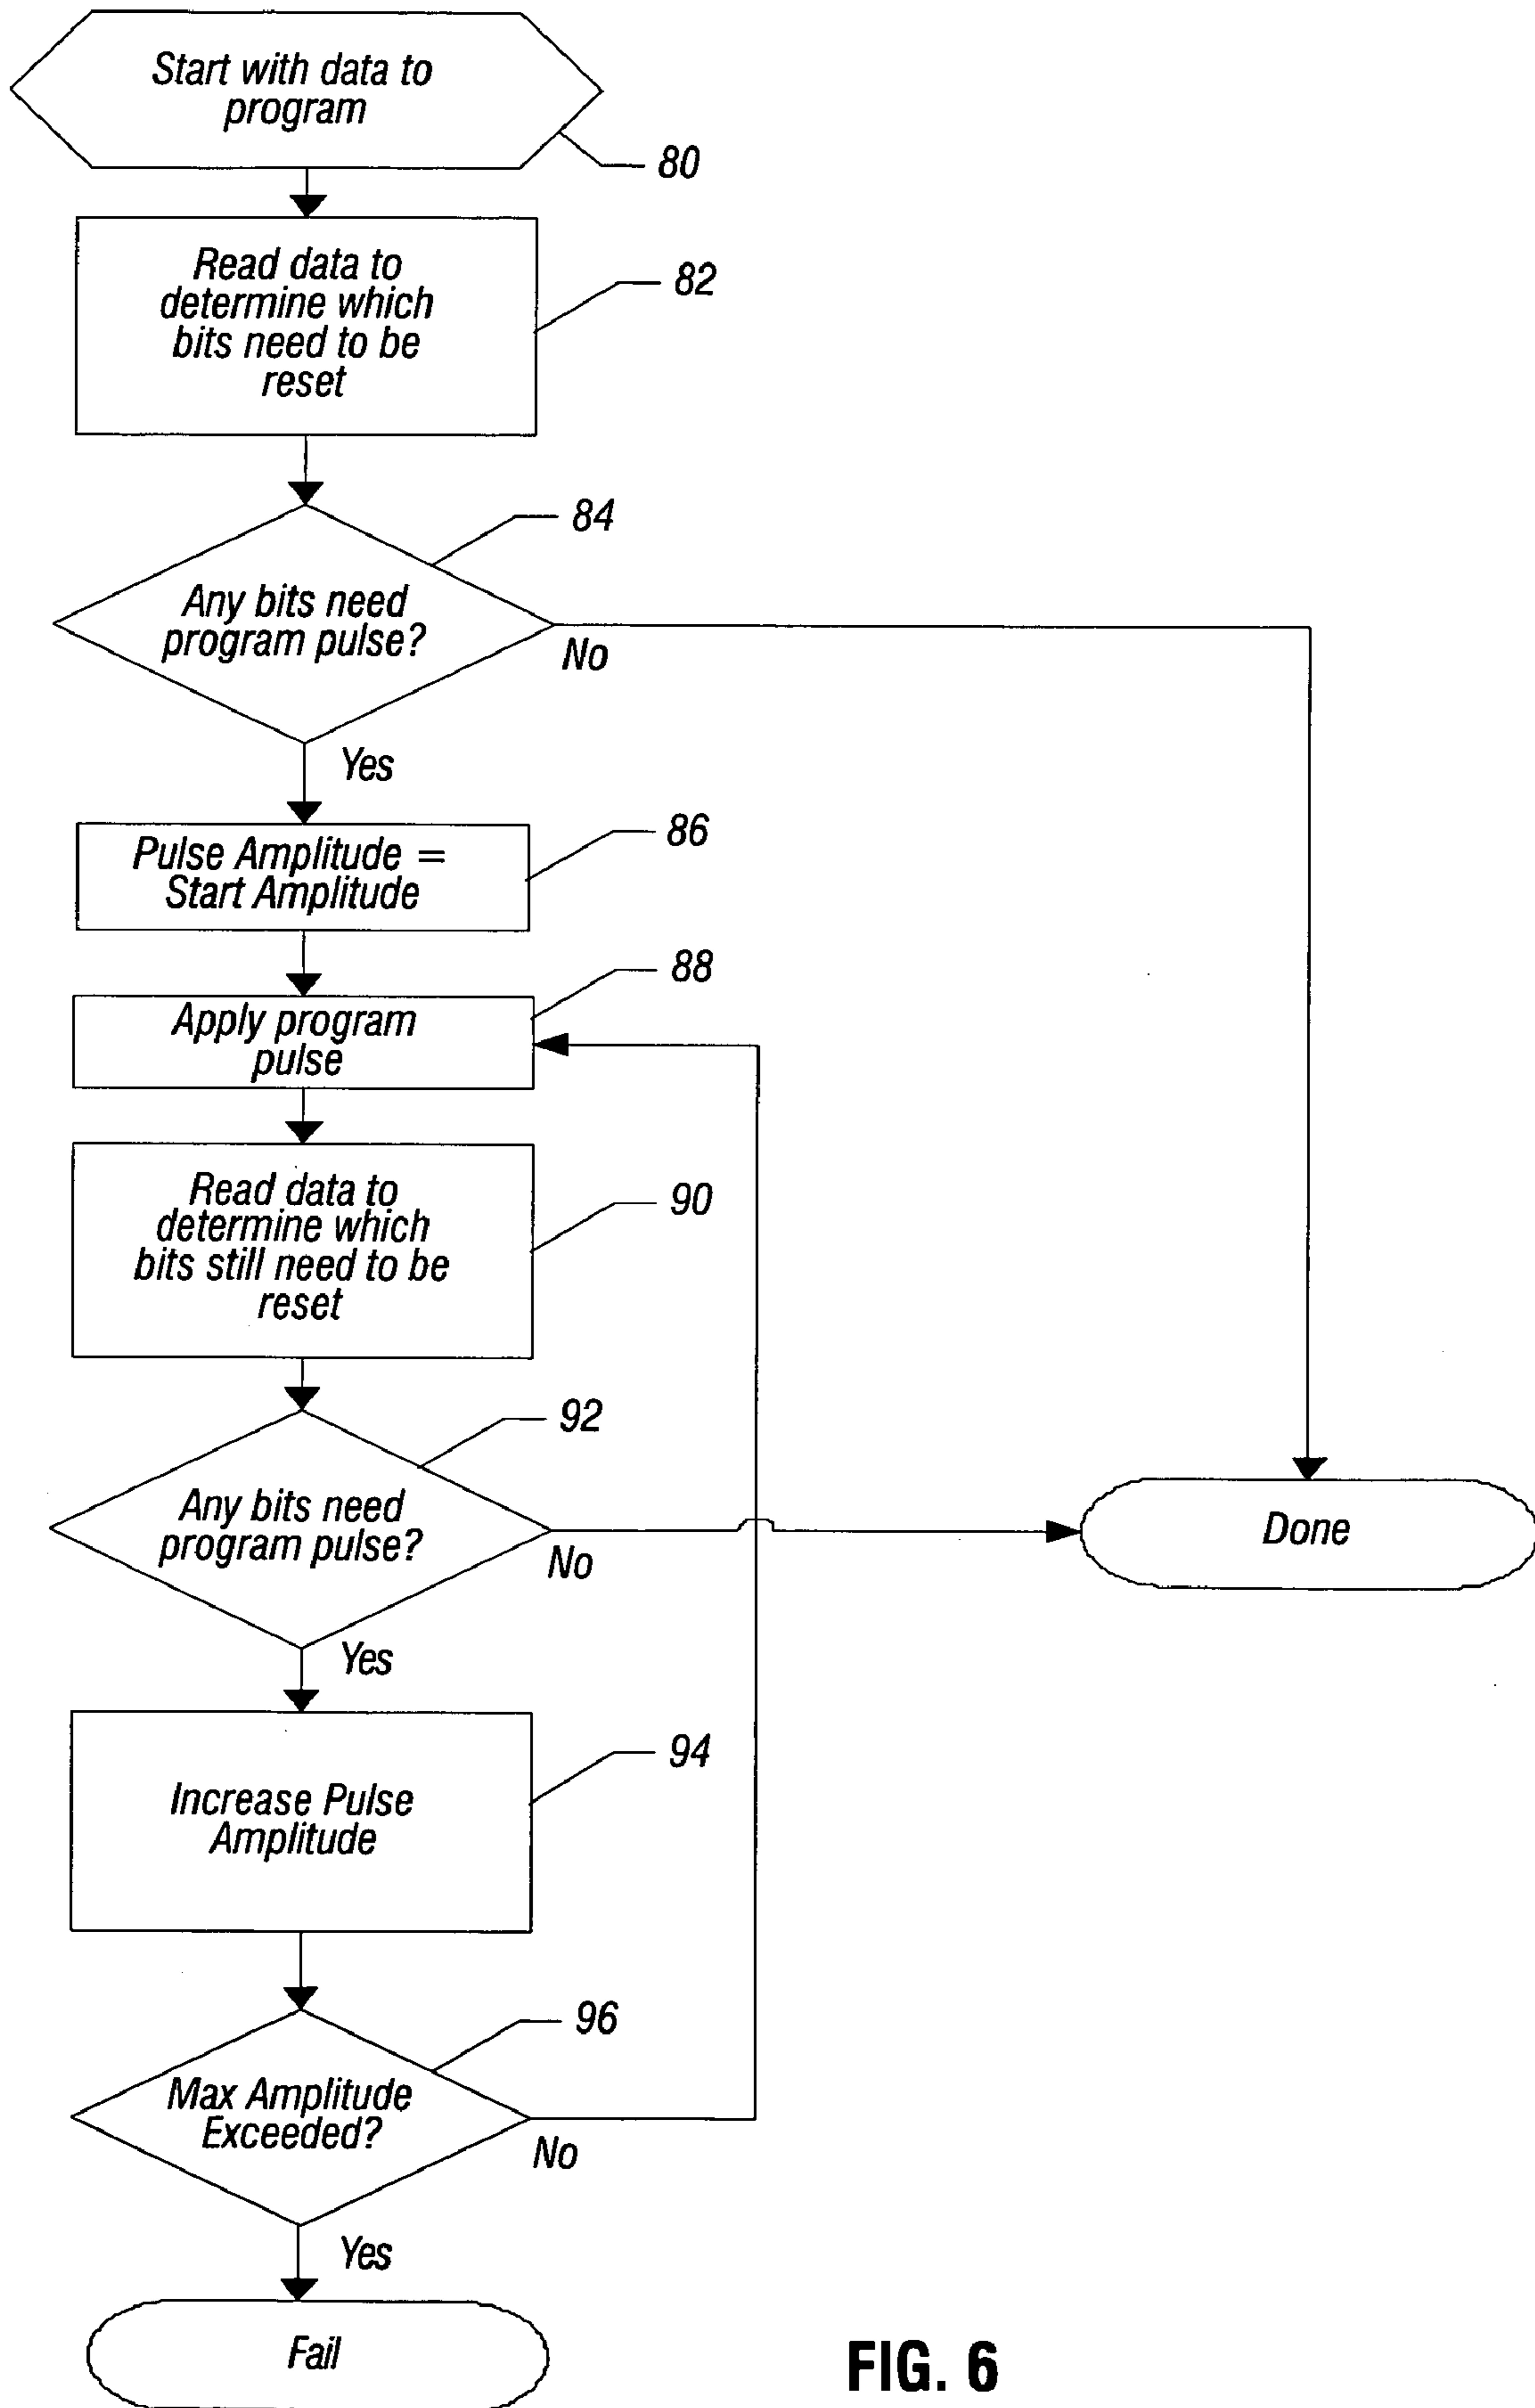 Start with data to
program
80
Read data to
determine which
bits need to be
reset
82
84
Any bits need
program pulse?
No
Yes
Pulse Amplitude =
Start Amplitude
86
88
Apply program
pulse
Read data to
determine which
bits still need to be
reset
90
92
Any bits need
program pulse?
No
Done
Yes
Increase Pulse
Amplitude
94
96
Max Amplitude
Exceeded?
No
Yes
Fail
FIG. 6